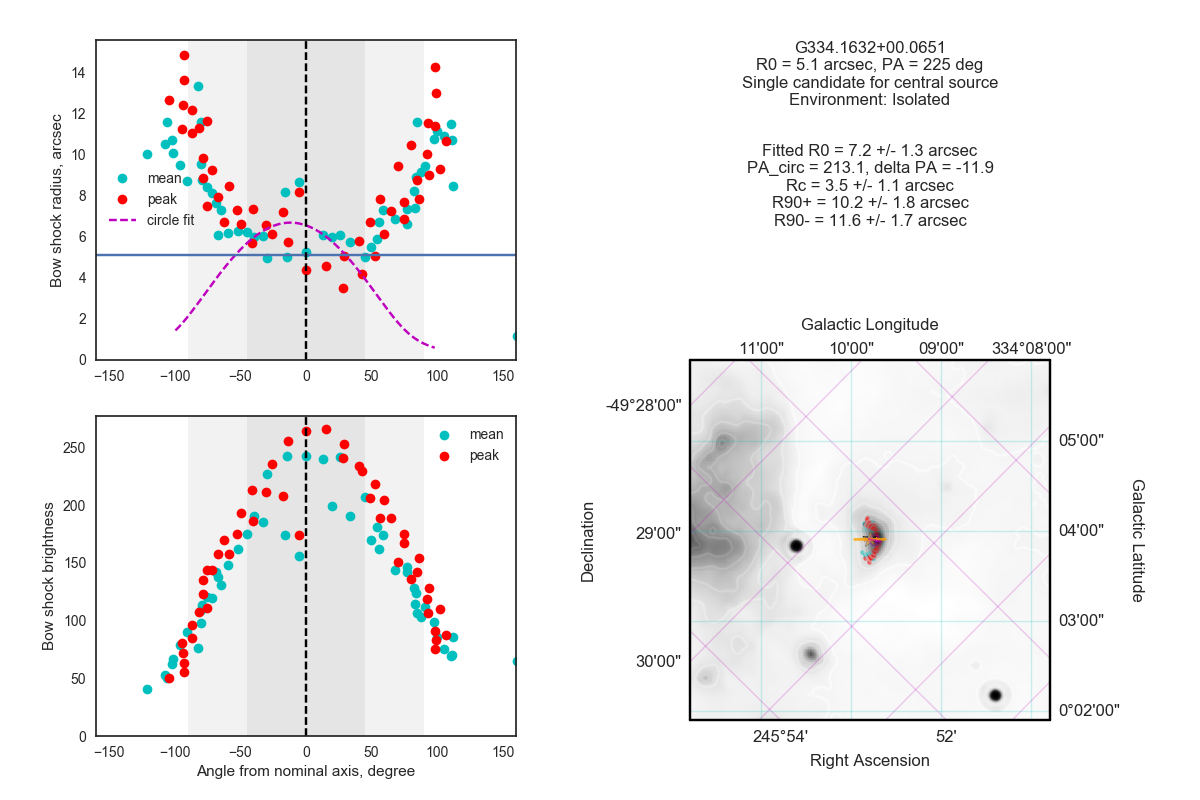 Bow shock radius, arcsec
14
12
10
8
6
4
2
0
mean
peak
circle fit
−150 −100 −50 0 50 100 150
Bow shock brightness
250
200
150
100
50
0
mean
peak
−150 −100 −50 0 50 100 150
Angle from nominal axis, degree
G334.1632+00.0651
R0 = 5.1 arcsec, PA = 225 deg
Single candidate for central source
Environment: Isolated
Fitted R0 = 7.2 +/- 1.3 arcsec
PA_circ = 213.1, delta PA = -11.9
Rc = 3.5 +/- 1.1 arcsec
R90+ = 10.2 +/- 1.8 arcsec
R90- = 11.6 +/- 1.7 arcsec
Galactic Longitude
11'00" 10'00" 09'00" 334°08'00"
Declination
-49°28'00"
29'00"
30'00"
05'00"
04'00"
03'00"
0°02'00"
Galactic Latitude
245°54' 52'
Right Ascension